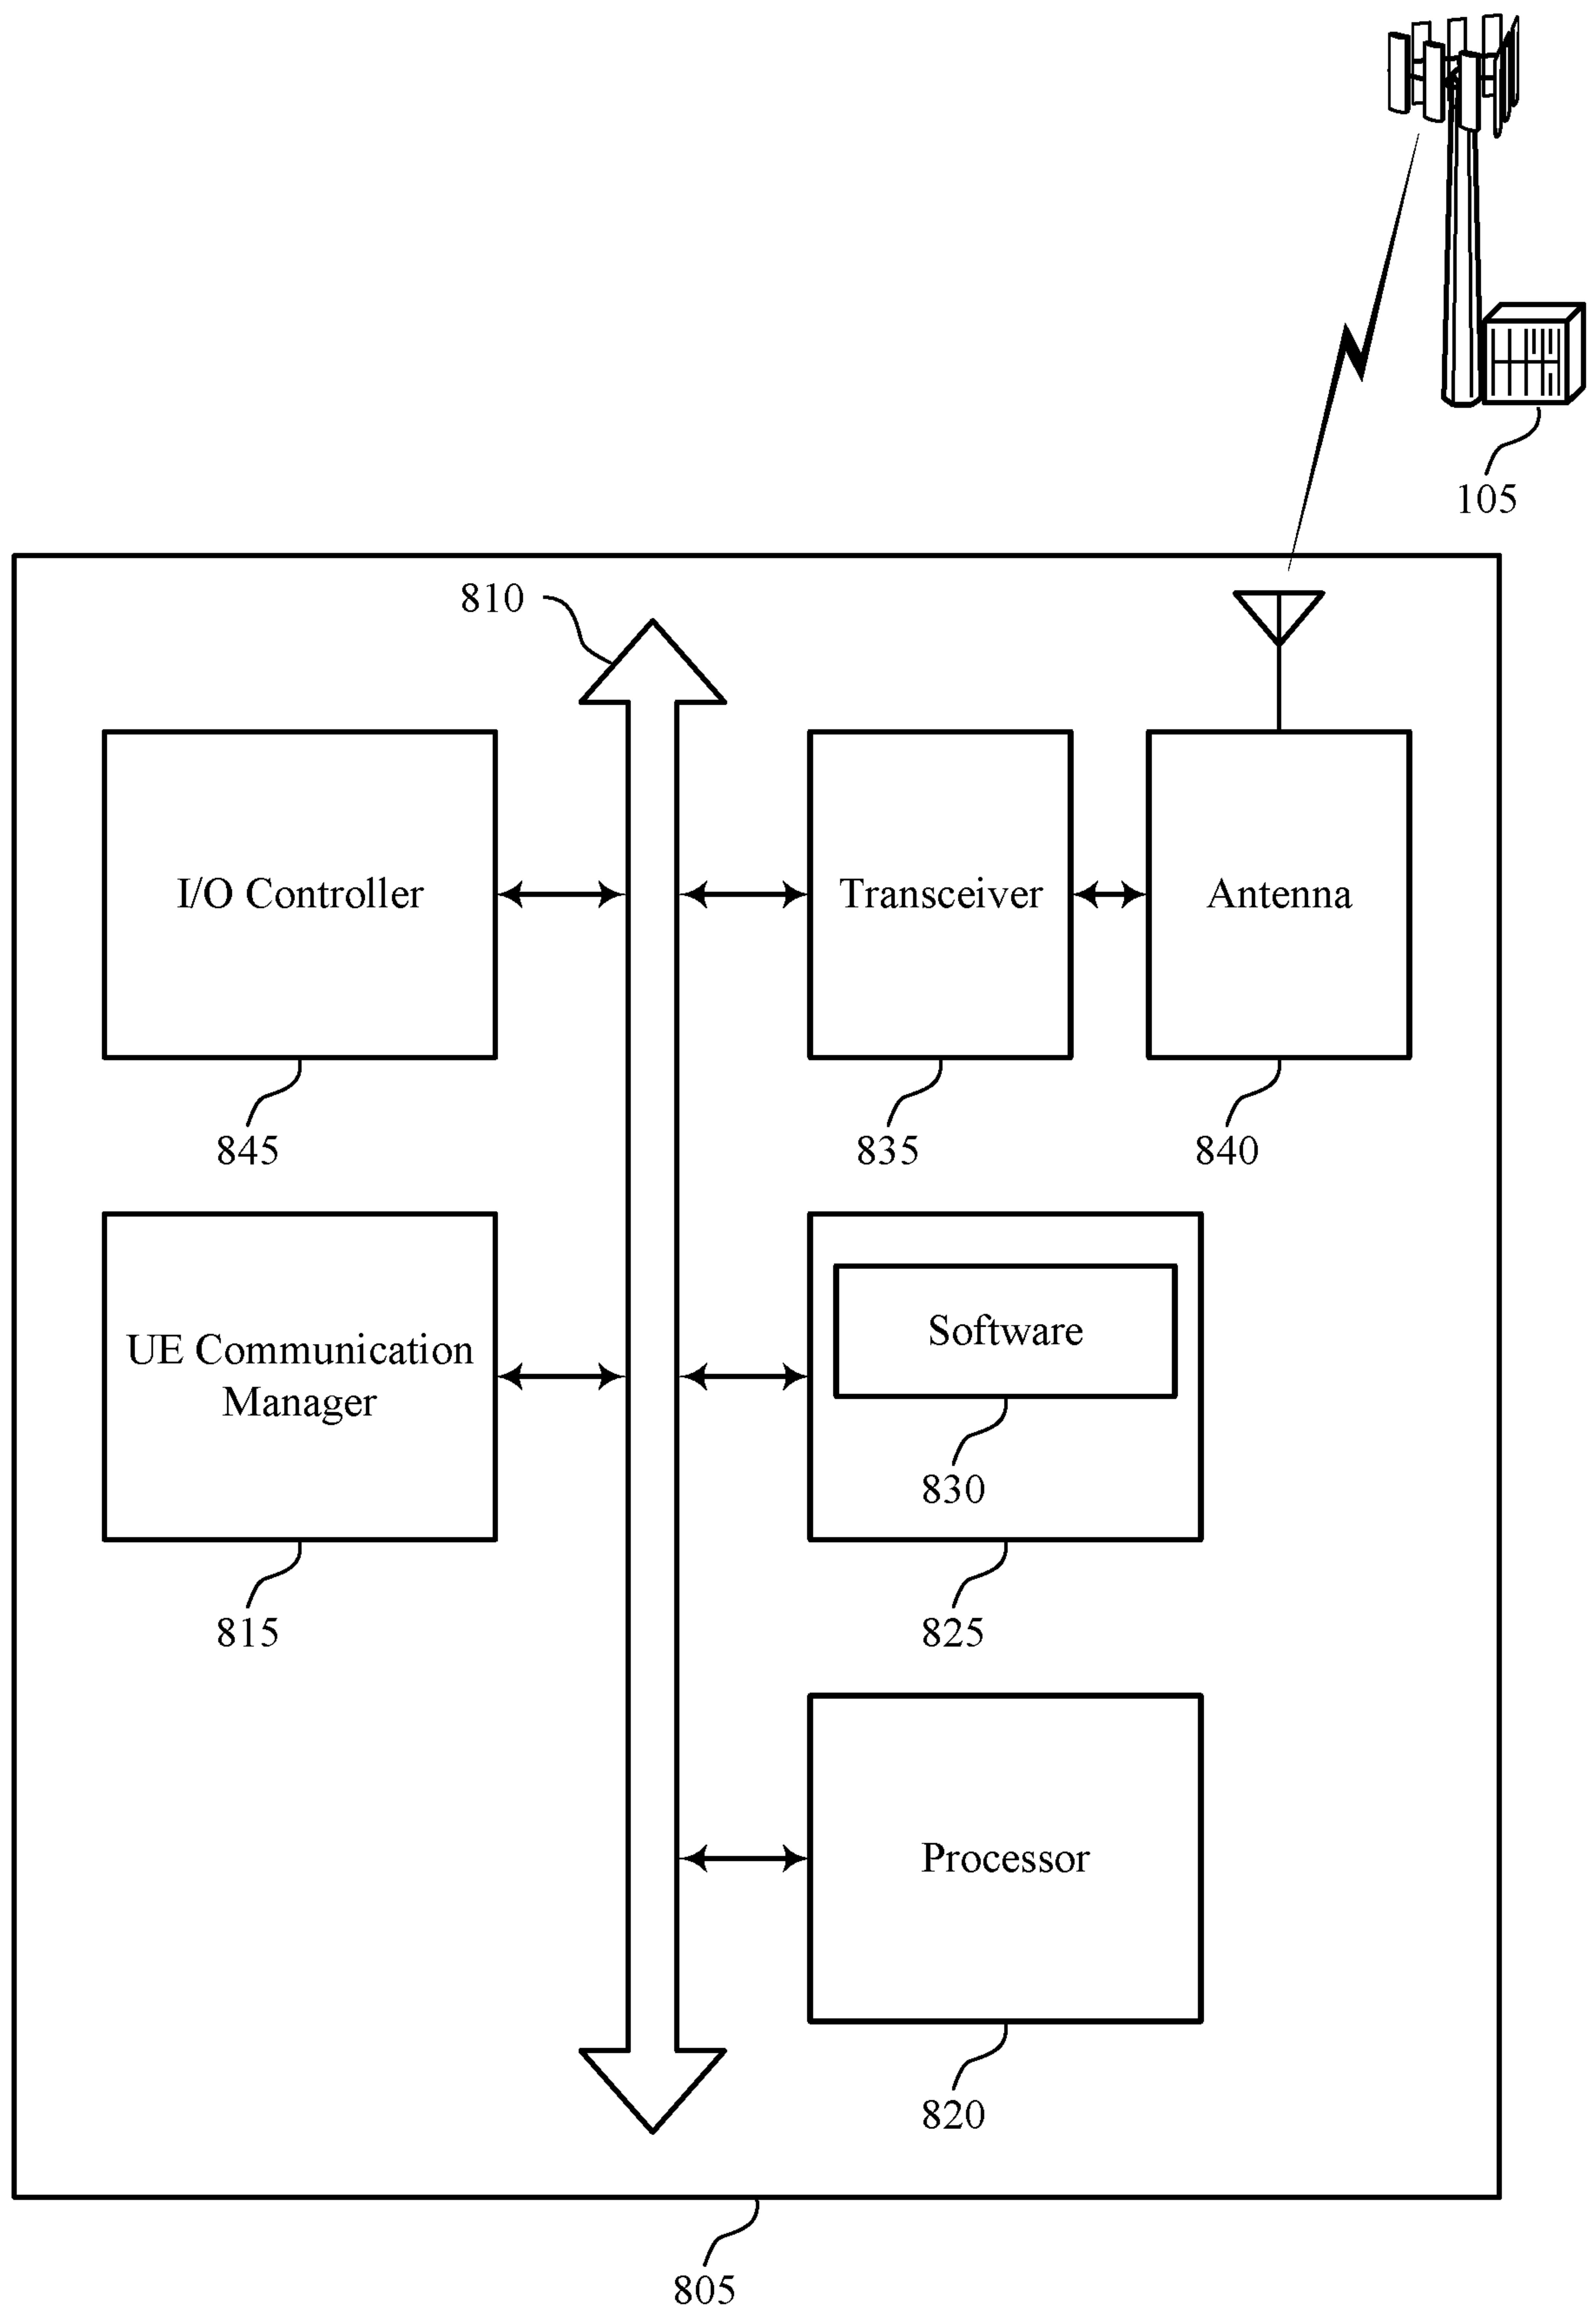 105
810
I/O Controller
Transceiver
Antenna
845
835
840
UE Communication
Manager
Software
830
815
825
Processor
820
805